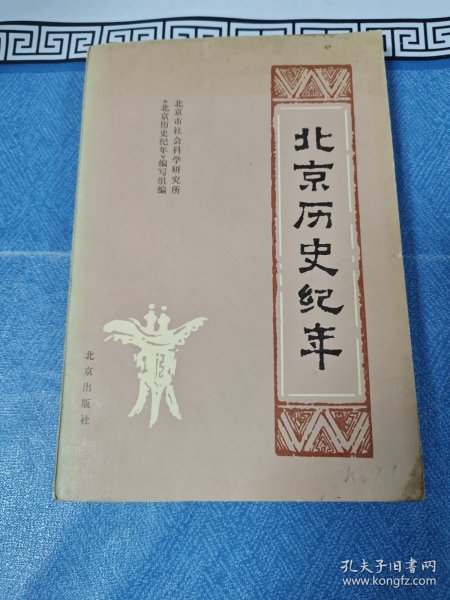 北京历史纪年
北京市社会科学研究所
《北京历史纪年》编写组编
北京出版社
孔夫子旧书网
www.kongfz.com